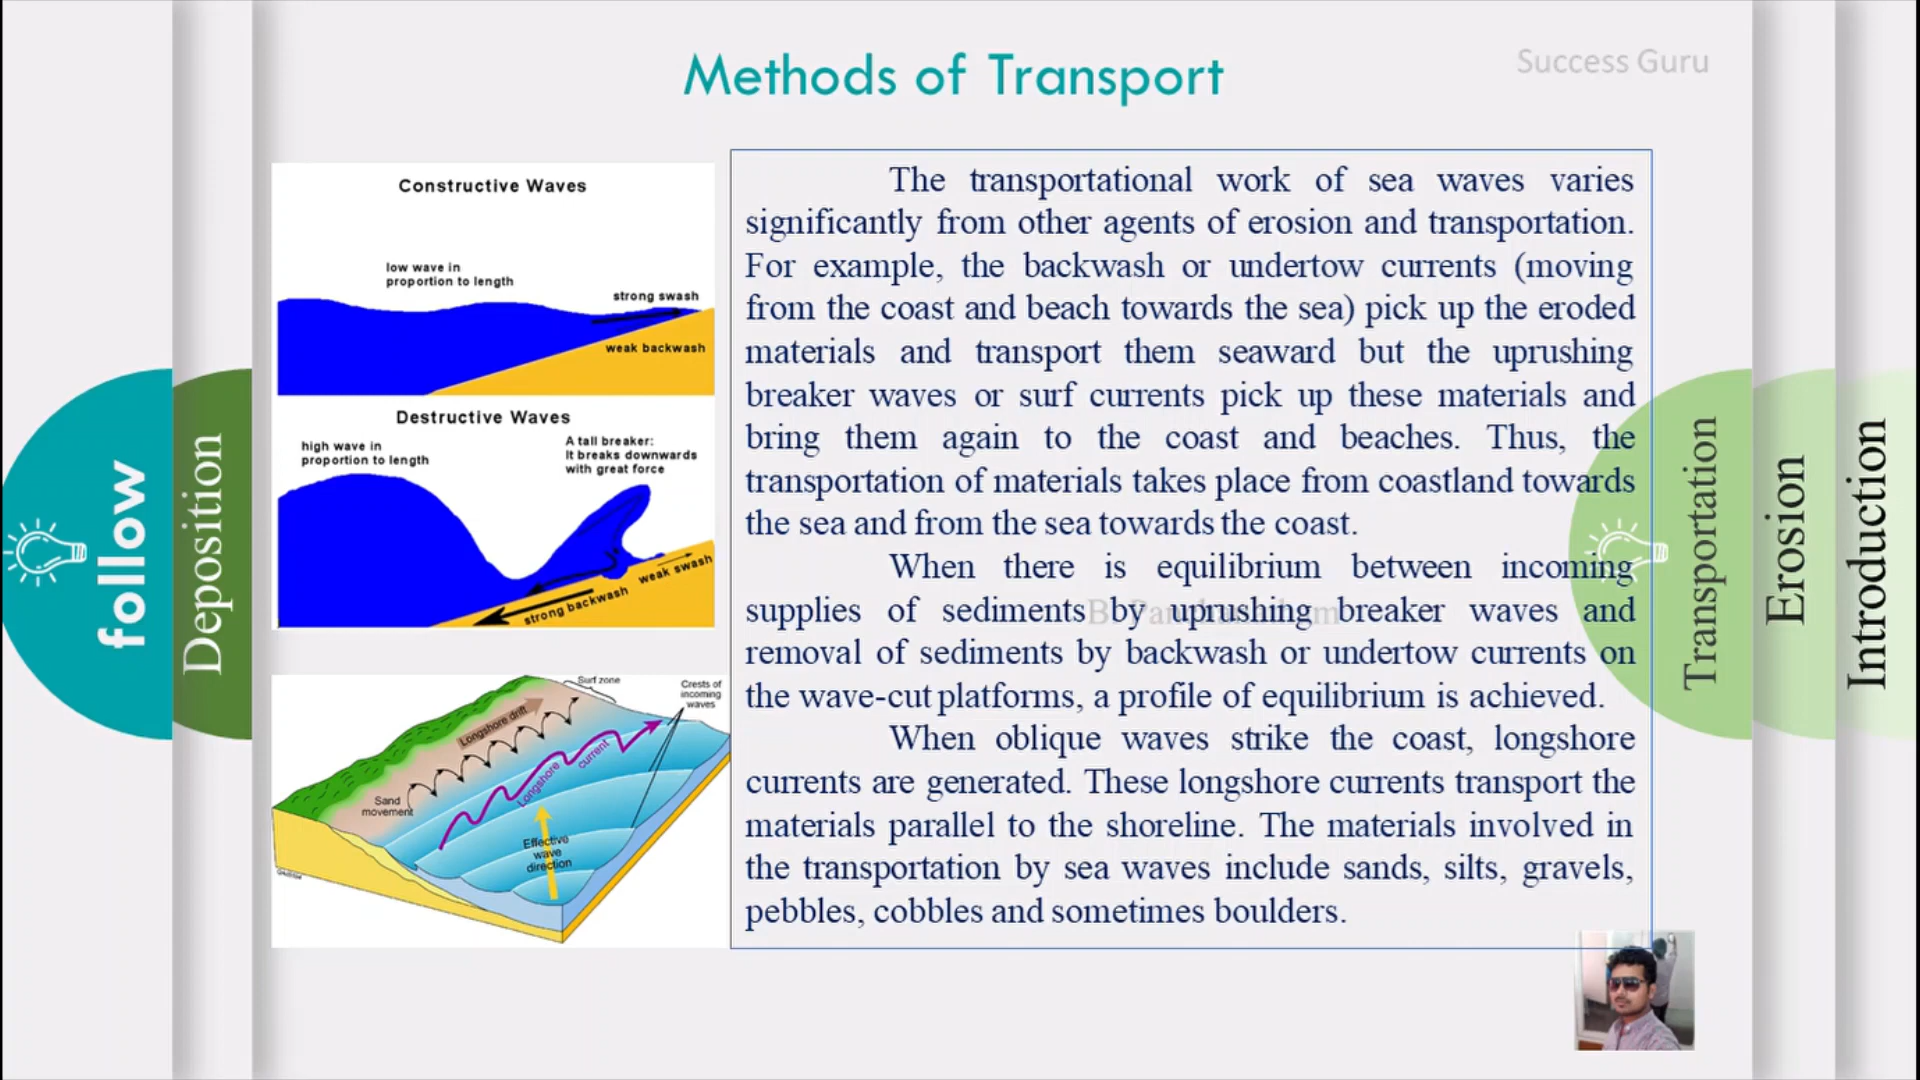 Methods of Transport
Success Guru
Constructive Waves
low wave in
proportion to length
strong swash
weak backwash
Destructive Waves
high wave in
proportion to length
A tall breaker:
It breaks downwards
with great force
weak swash
strong backwash
Surf zone
Crests of
incoming
waves
Longshore drift
Longshore current
Sand
movement
Effective
wave
direction
The transportational work of sea waves varies
significantly from other agents of erosion and transportation.
For example, the backwash or undertow currents (moving
from the coast and beach towards the sea) pick up the eroded
materials and transport them seaward but the uprushing
breaker waves or surf currents pick up these materials and
bring them again to the coast and beaches. Thus, the
transportation of materials takes place from coastland towards
the sea and from the sea towards the coast.
When there is equilibrium between incoming
supplies of sediments by uprushing breaker waves and
removal of sediments by backwash or undertow currents on
the wave-cut platforms, a profile of equilibrium is achieved.
When oblique waves strike the coast, longshore
currents are generated. These longshore currents transport the
materials parallel to the shoreline. The materials involved in
the transportation by sea waves include sands, silts, gravels,
pebbles, cobbles and sometimes boulders.
follow
Deposition
Transportation
Erosion
Introduction